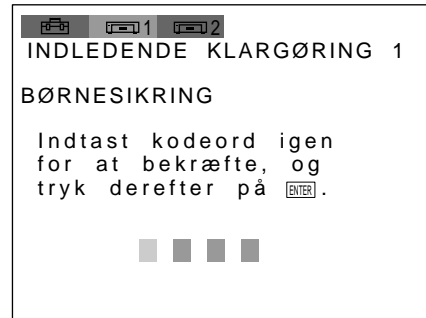 1 2
INDLEDENDE KLARGØRING 1
BØRNESIKRING
Indtast kodeord igen
for at bekræfte, og
tryk derefter på ENTER.